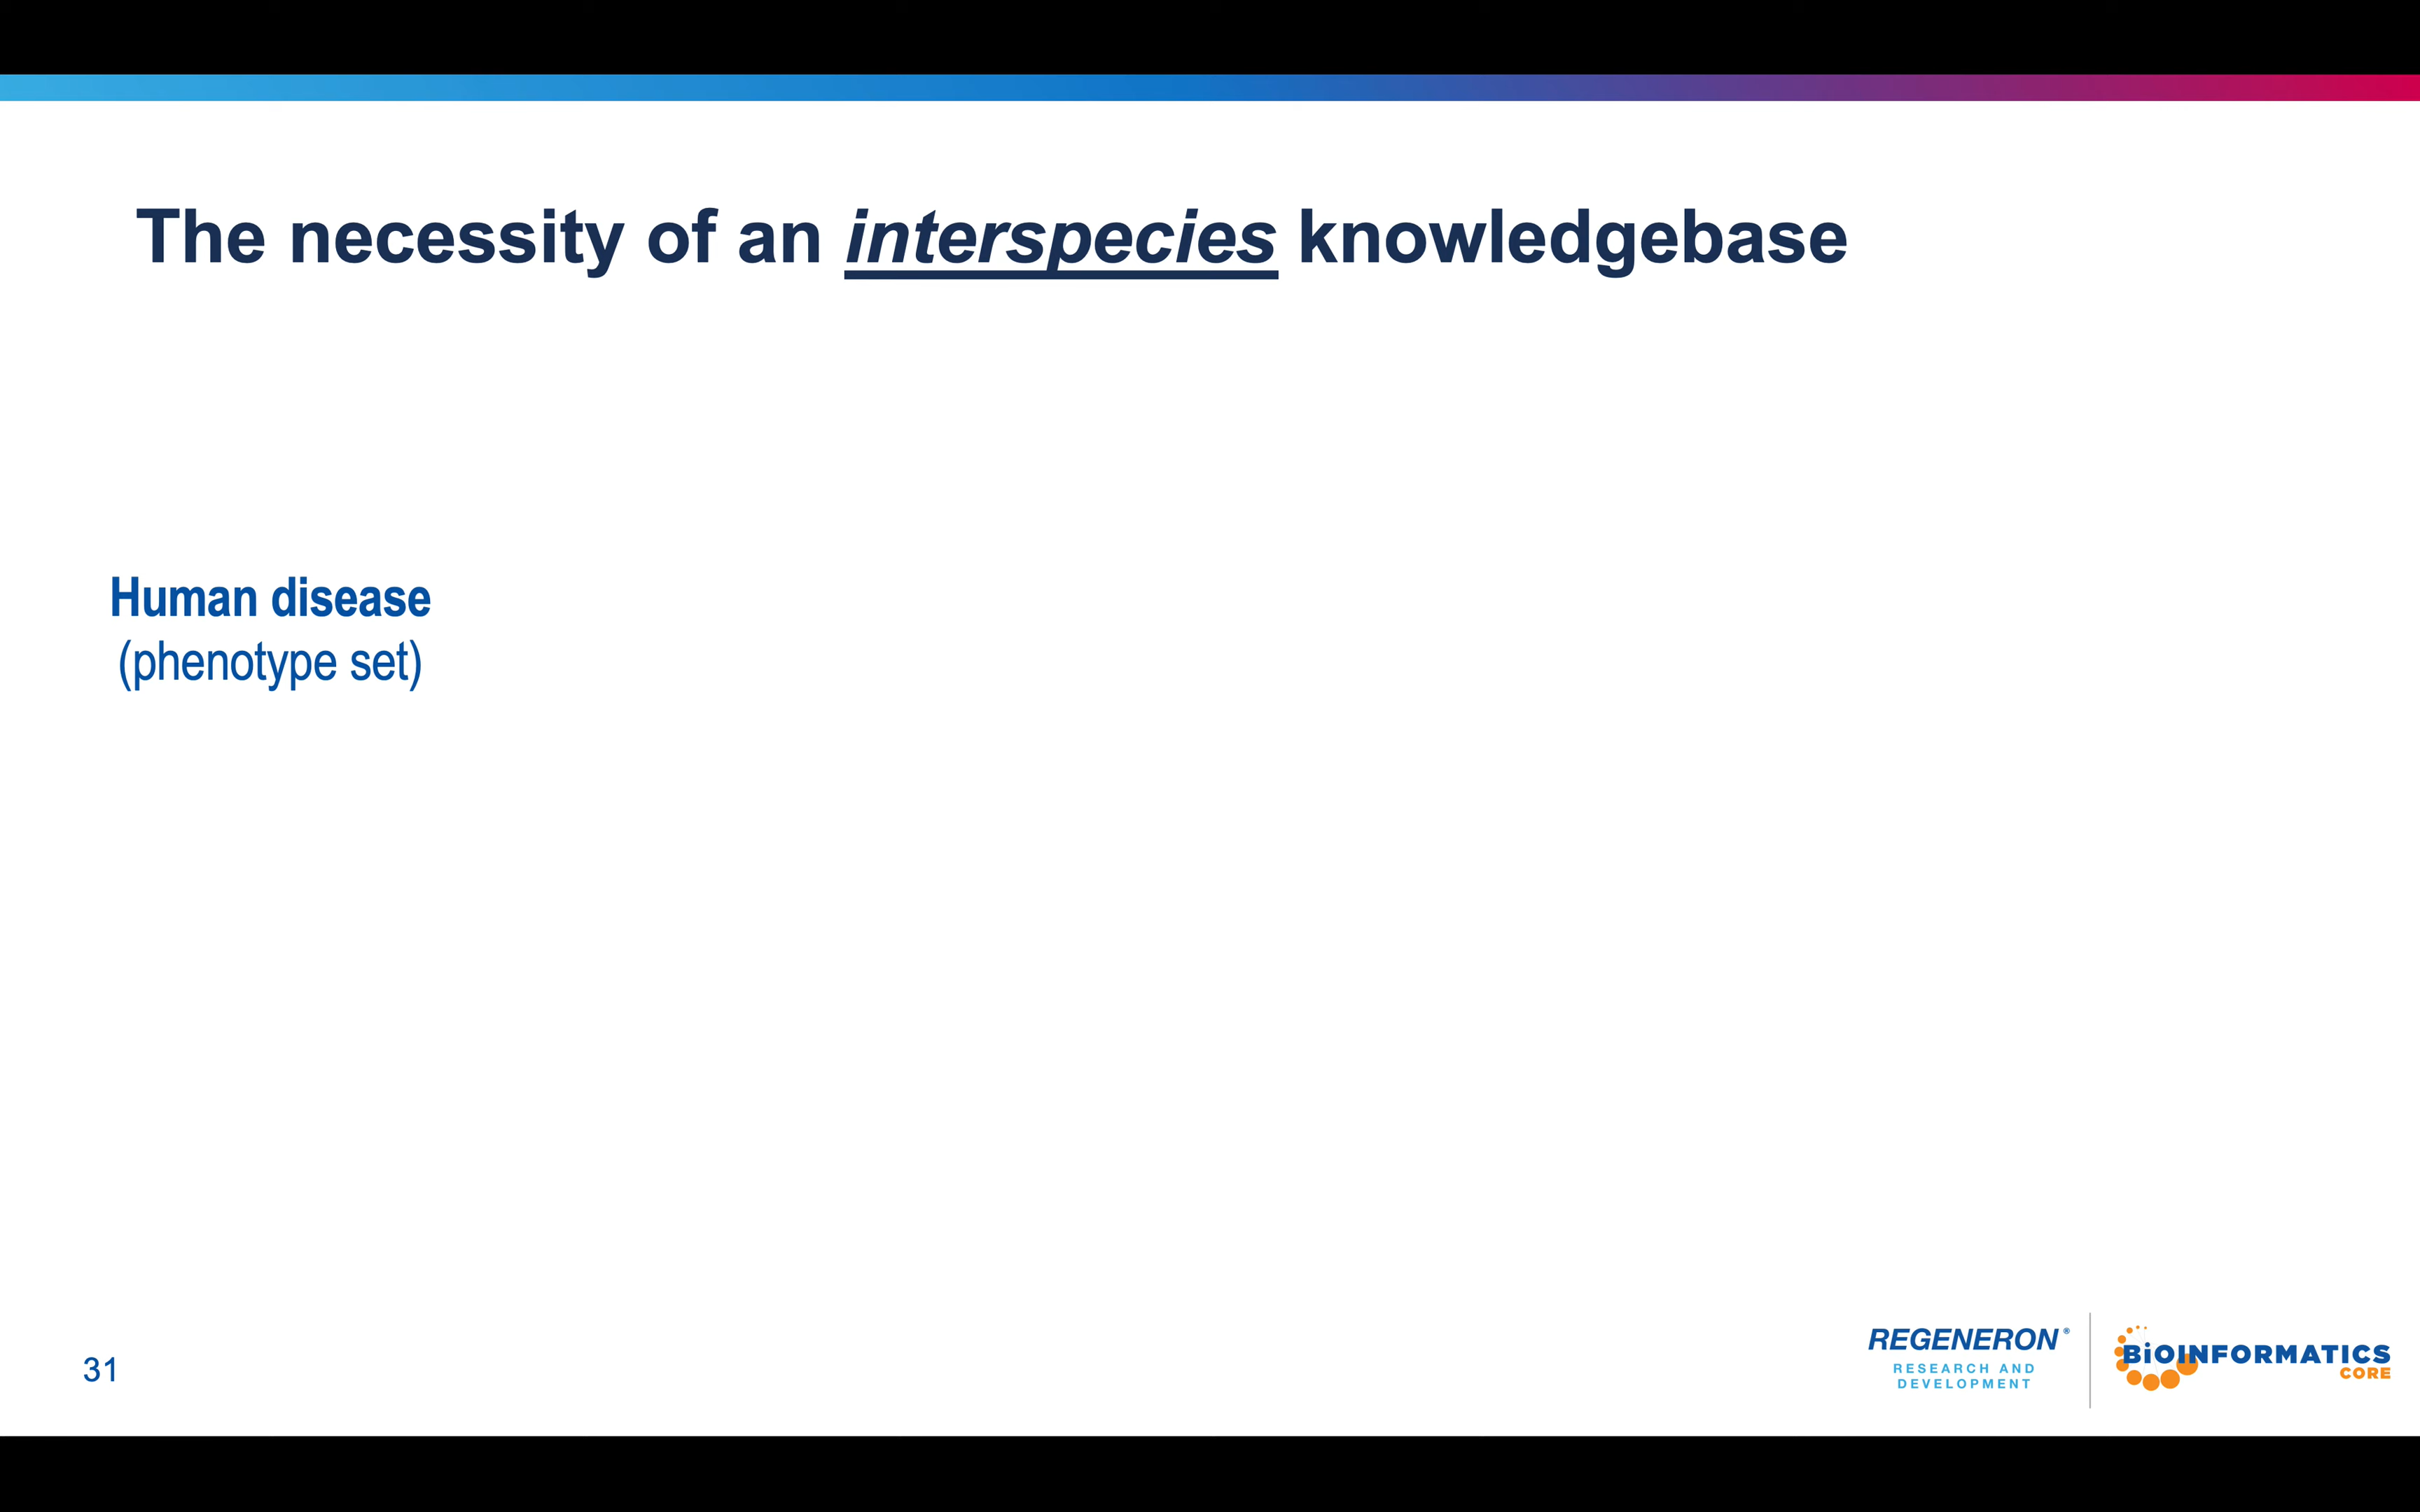 The necessity of an interspecies knowledgebase
Human disease
(phenotype set)
31
REGENERON®
RESEARCH AND
DEVELOPMENT
BiOINFORMATICS
CORE